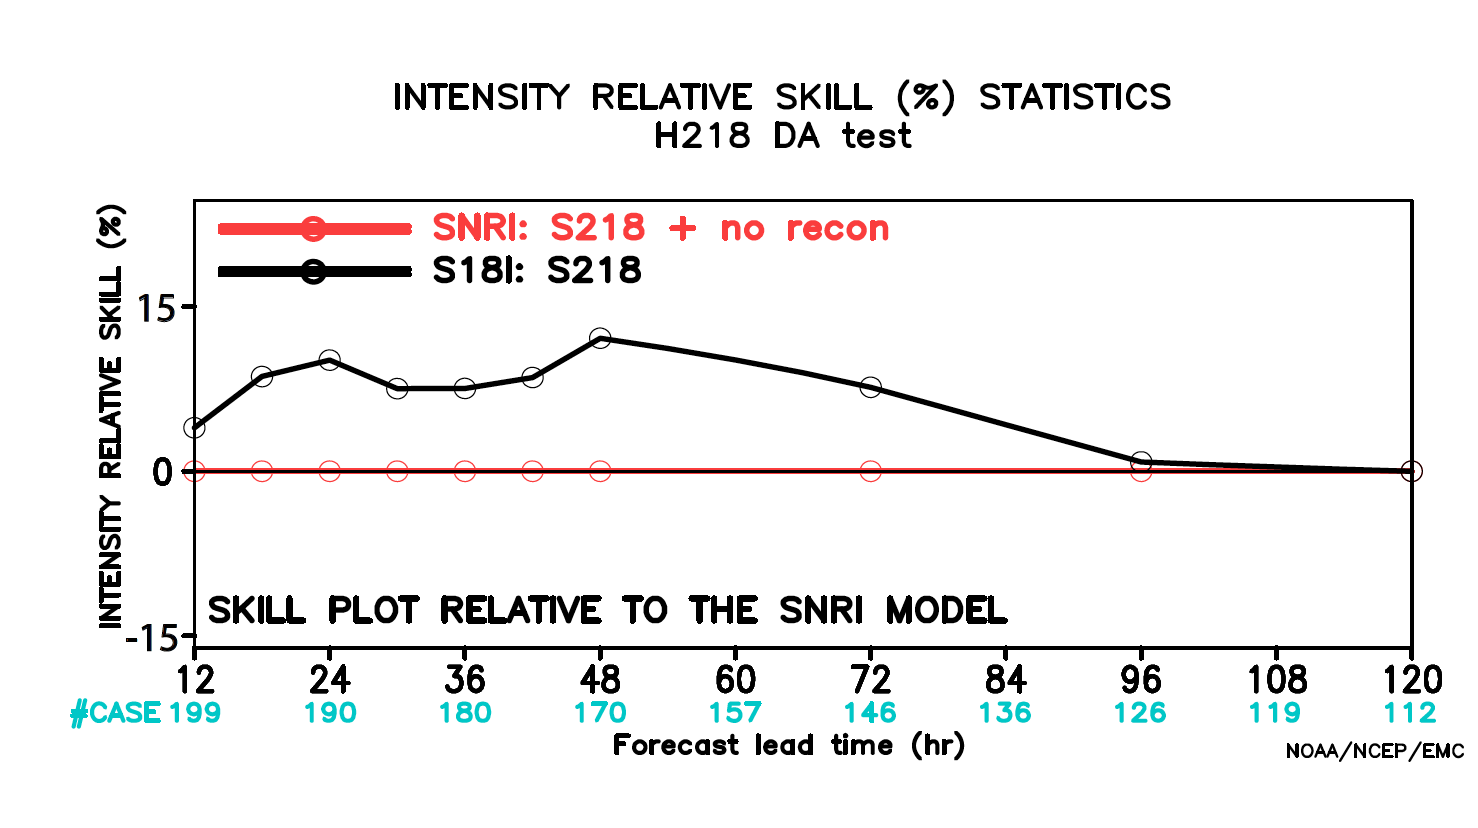 INTENSITY RELATIVE SKILL (%) STATISTICS
H218 DA test
SNRI: S218 + no recon
S18I: S218
INTENSITY RELATIVE SKILL (%)
15
0
-15
SKILL PLOT RELATIVE TO THE SNRI MODEL
12 24 36 48 60 72 84 96 108 120
#CASE 199 190 180 170 157 146 136 126 119 112
Forecast lead time (hr)
NOAA/NCEP/EMC